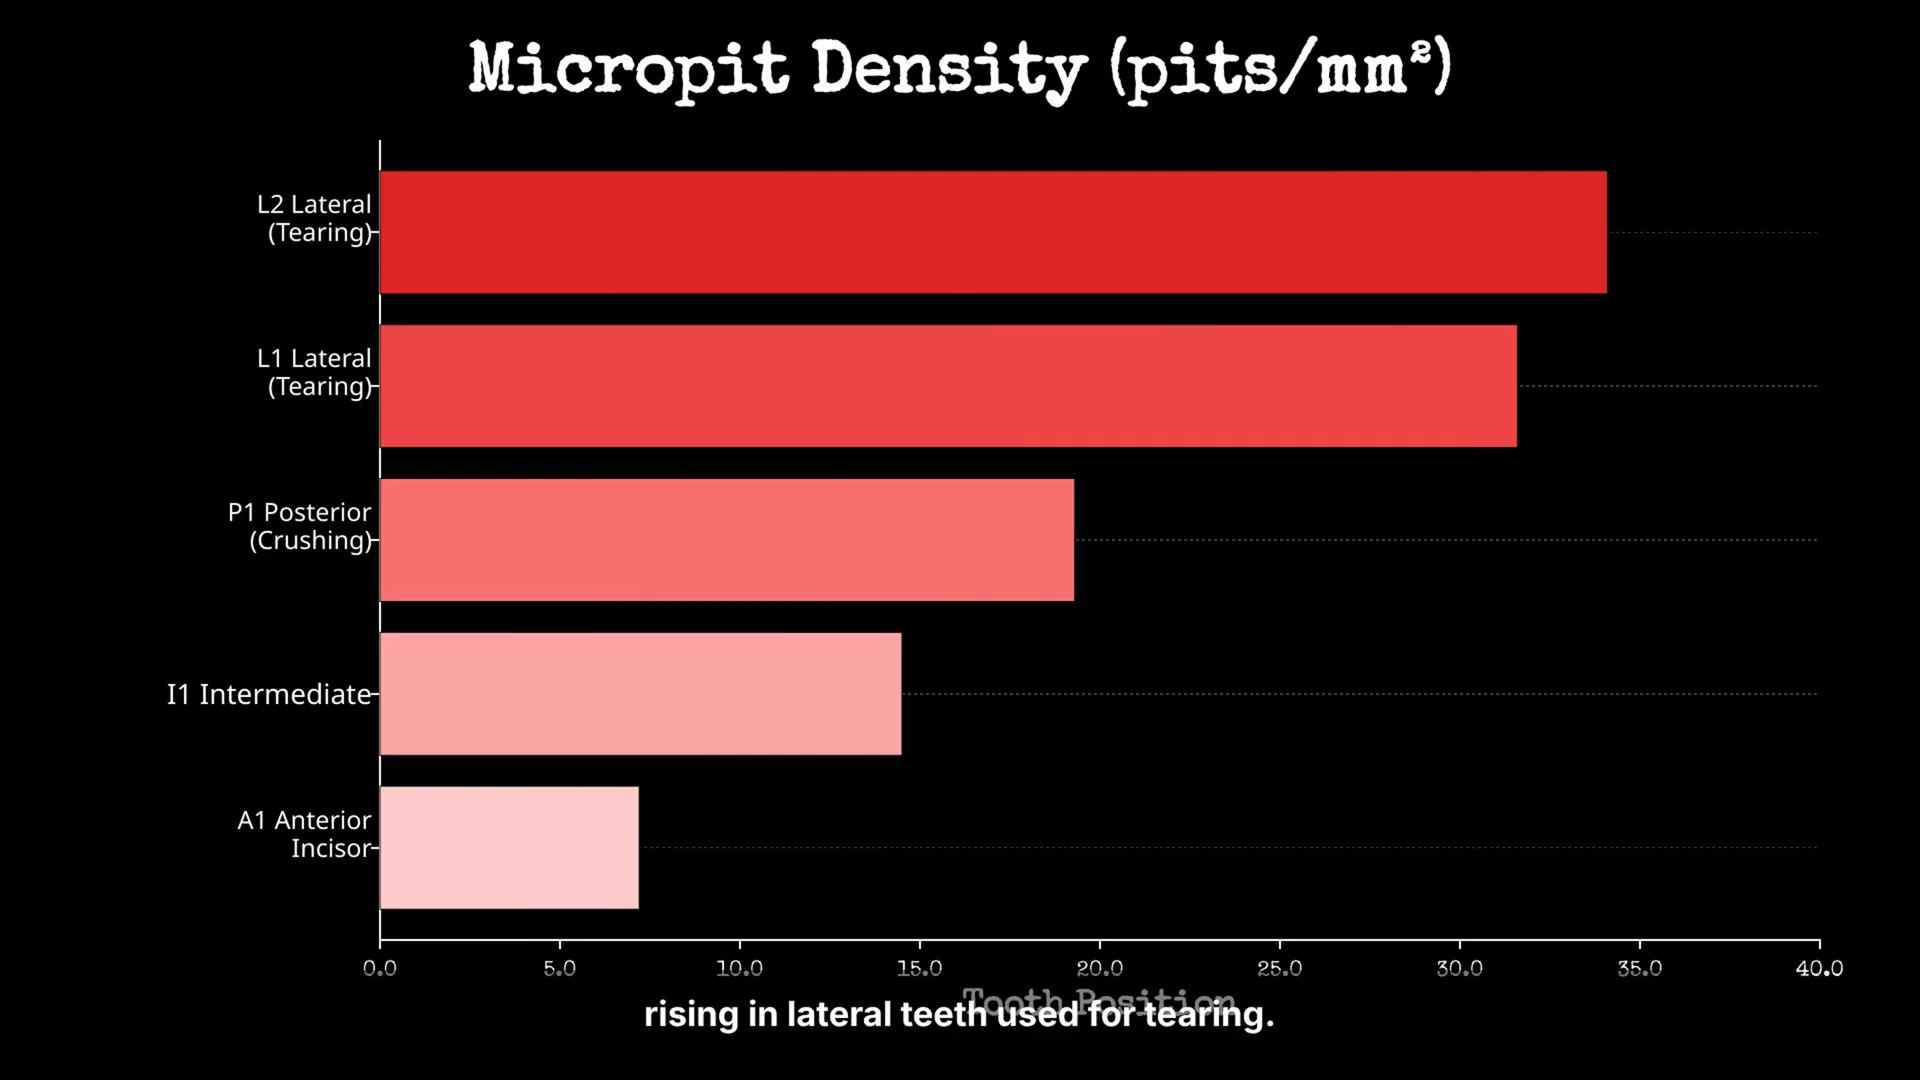 Micropit Density (pits/mm²)
L2 Lateral
(Tearing)
L1 Lateral
(Tearing)
P1 Posterior
(Crushing)
I1 Intermediate
A1 Anterior
Incisor
0.0 5.0 10.0 15.0 20.0 25.0 30.0 35.0 40.0
Tooth Position
rising in lateral teeth used for tearing.